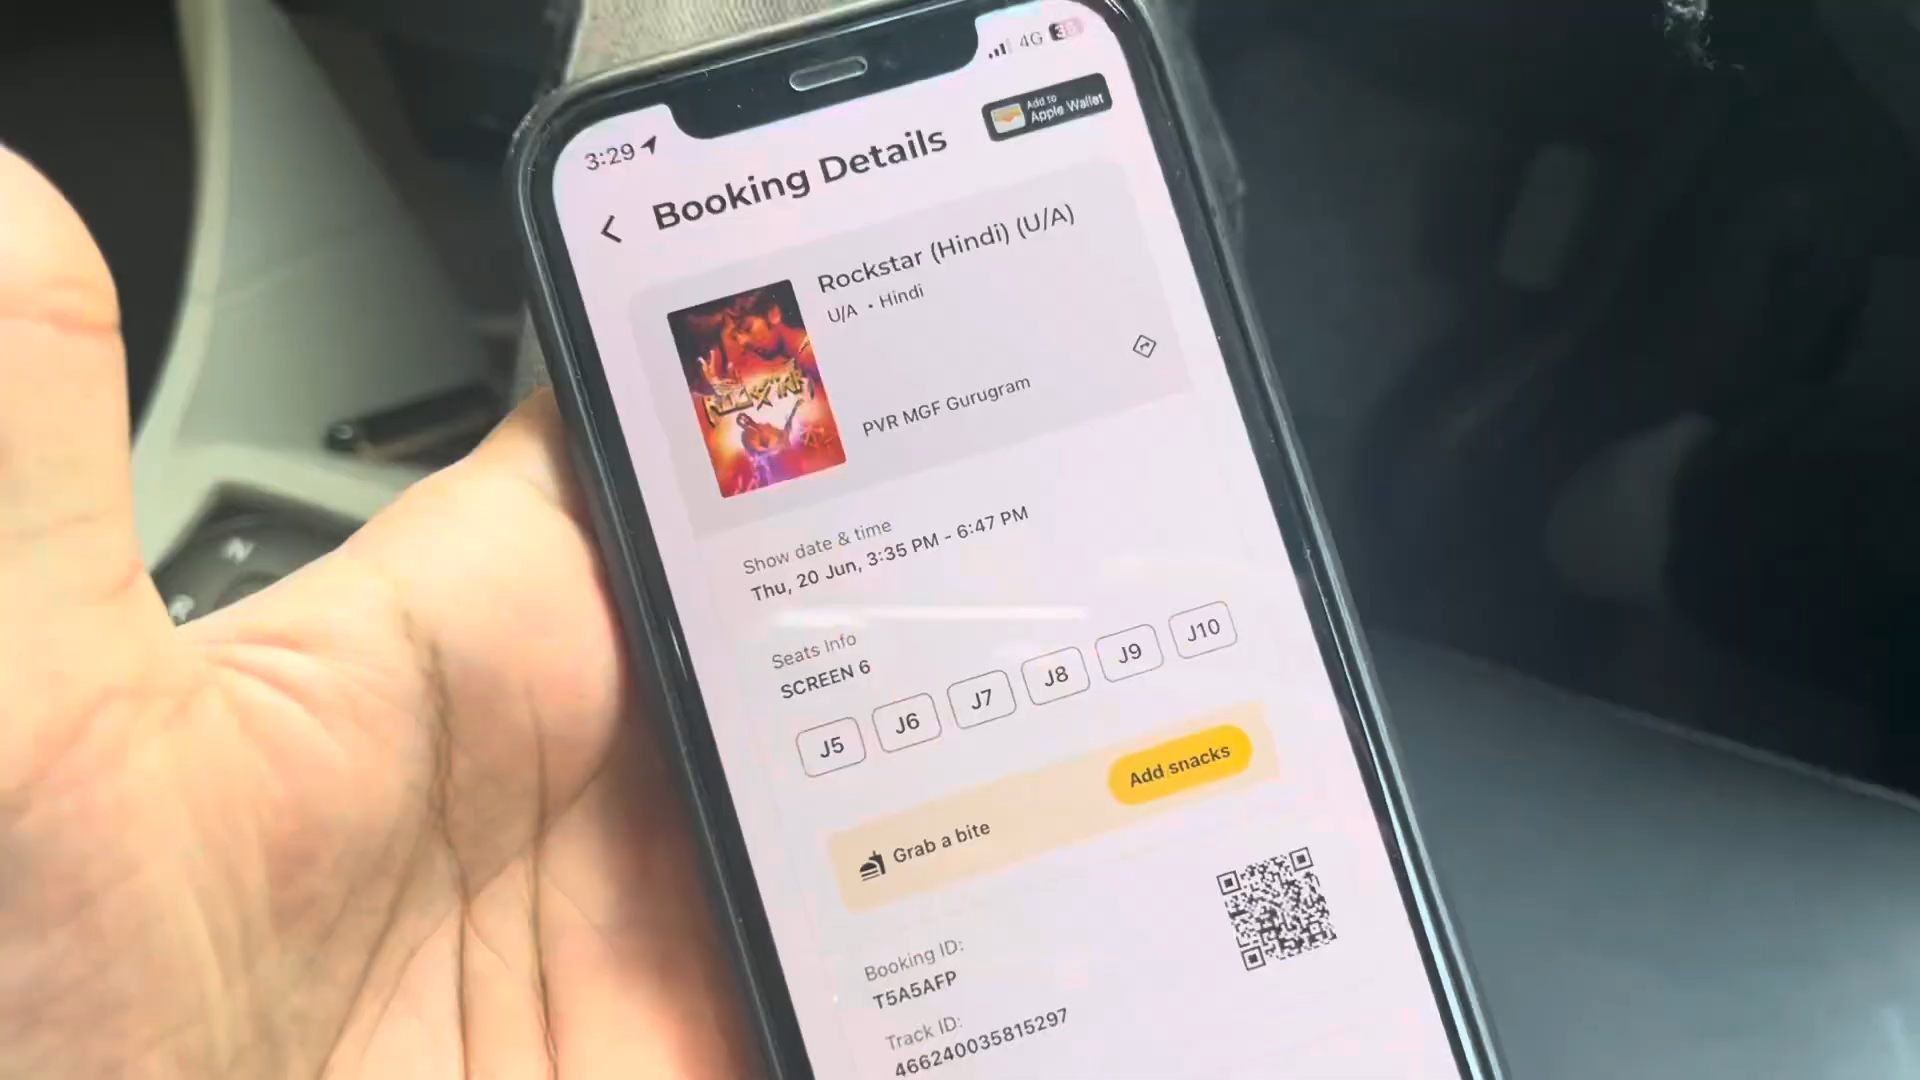 3:29
4G 38
Add to
Apple Wallet
Booking Details
Rockstar (Hindi) (U/A)
U/A • Hindi
ROCKSTAR
PVR MGF Gurugram
Show date & time
Thu, 20 Jun, 3:35 PM - 6:47 PM
Seats Info
SCREEN 6
J5 J6 J7 J8 J9 J10
Add snacks
Grab a bite
Booking ID:
T5A5AFP
Track ID:
466240035815297
N
R